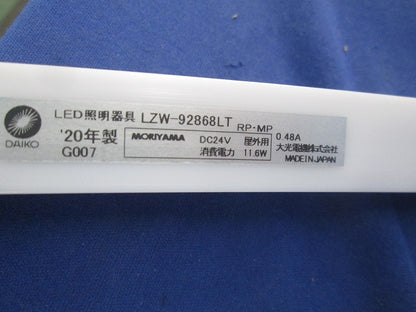 LED照明器具 LZW-92868LT RP・MP
DAIKO
'20年製
G007
MORIYAMA DC24V 屋外用 0.48A
消費電力 11.6W
大光電機株式会社
MADE IN JAPAN